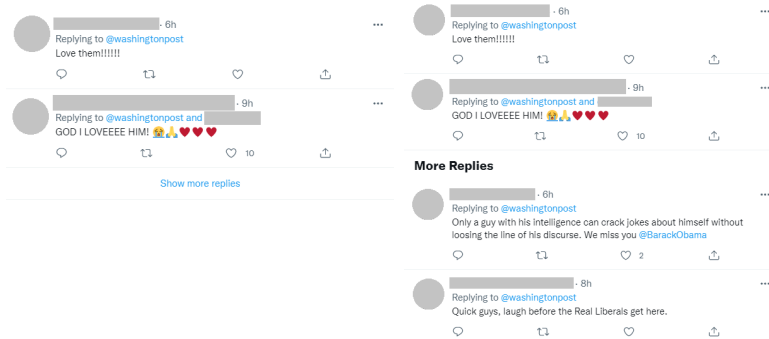 · 6h
Replying to @washingtonpost
Love them!!!!!!
· 9h
Replying to @washingtonpost and
GOD I LOVEEEE HIM! 😭🙏♥♥♥
10
Show more replies
· 6h
Replying to @washingtonpost
Love them!!!!!!
· 9h
Replying to @washingtonpost and
GOD I LOVEEEE HIM! 😭🙏♥♥♥
10
More Replies
· 6h
Replying to @washingtonpost
Only a guy with his intelligence can crack jokes about himself without
loosing the line of his discurse. We miss you @BarackObama
2
· 8h
Replying to @washingtonpost
Quick guys, laugh before the Real Liberals get here.